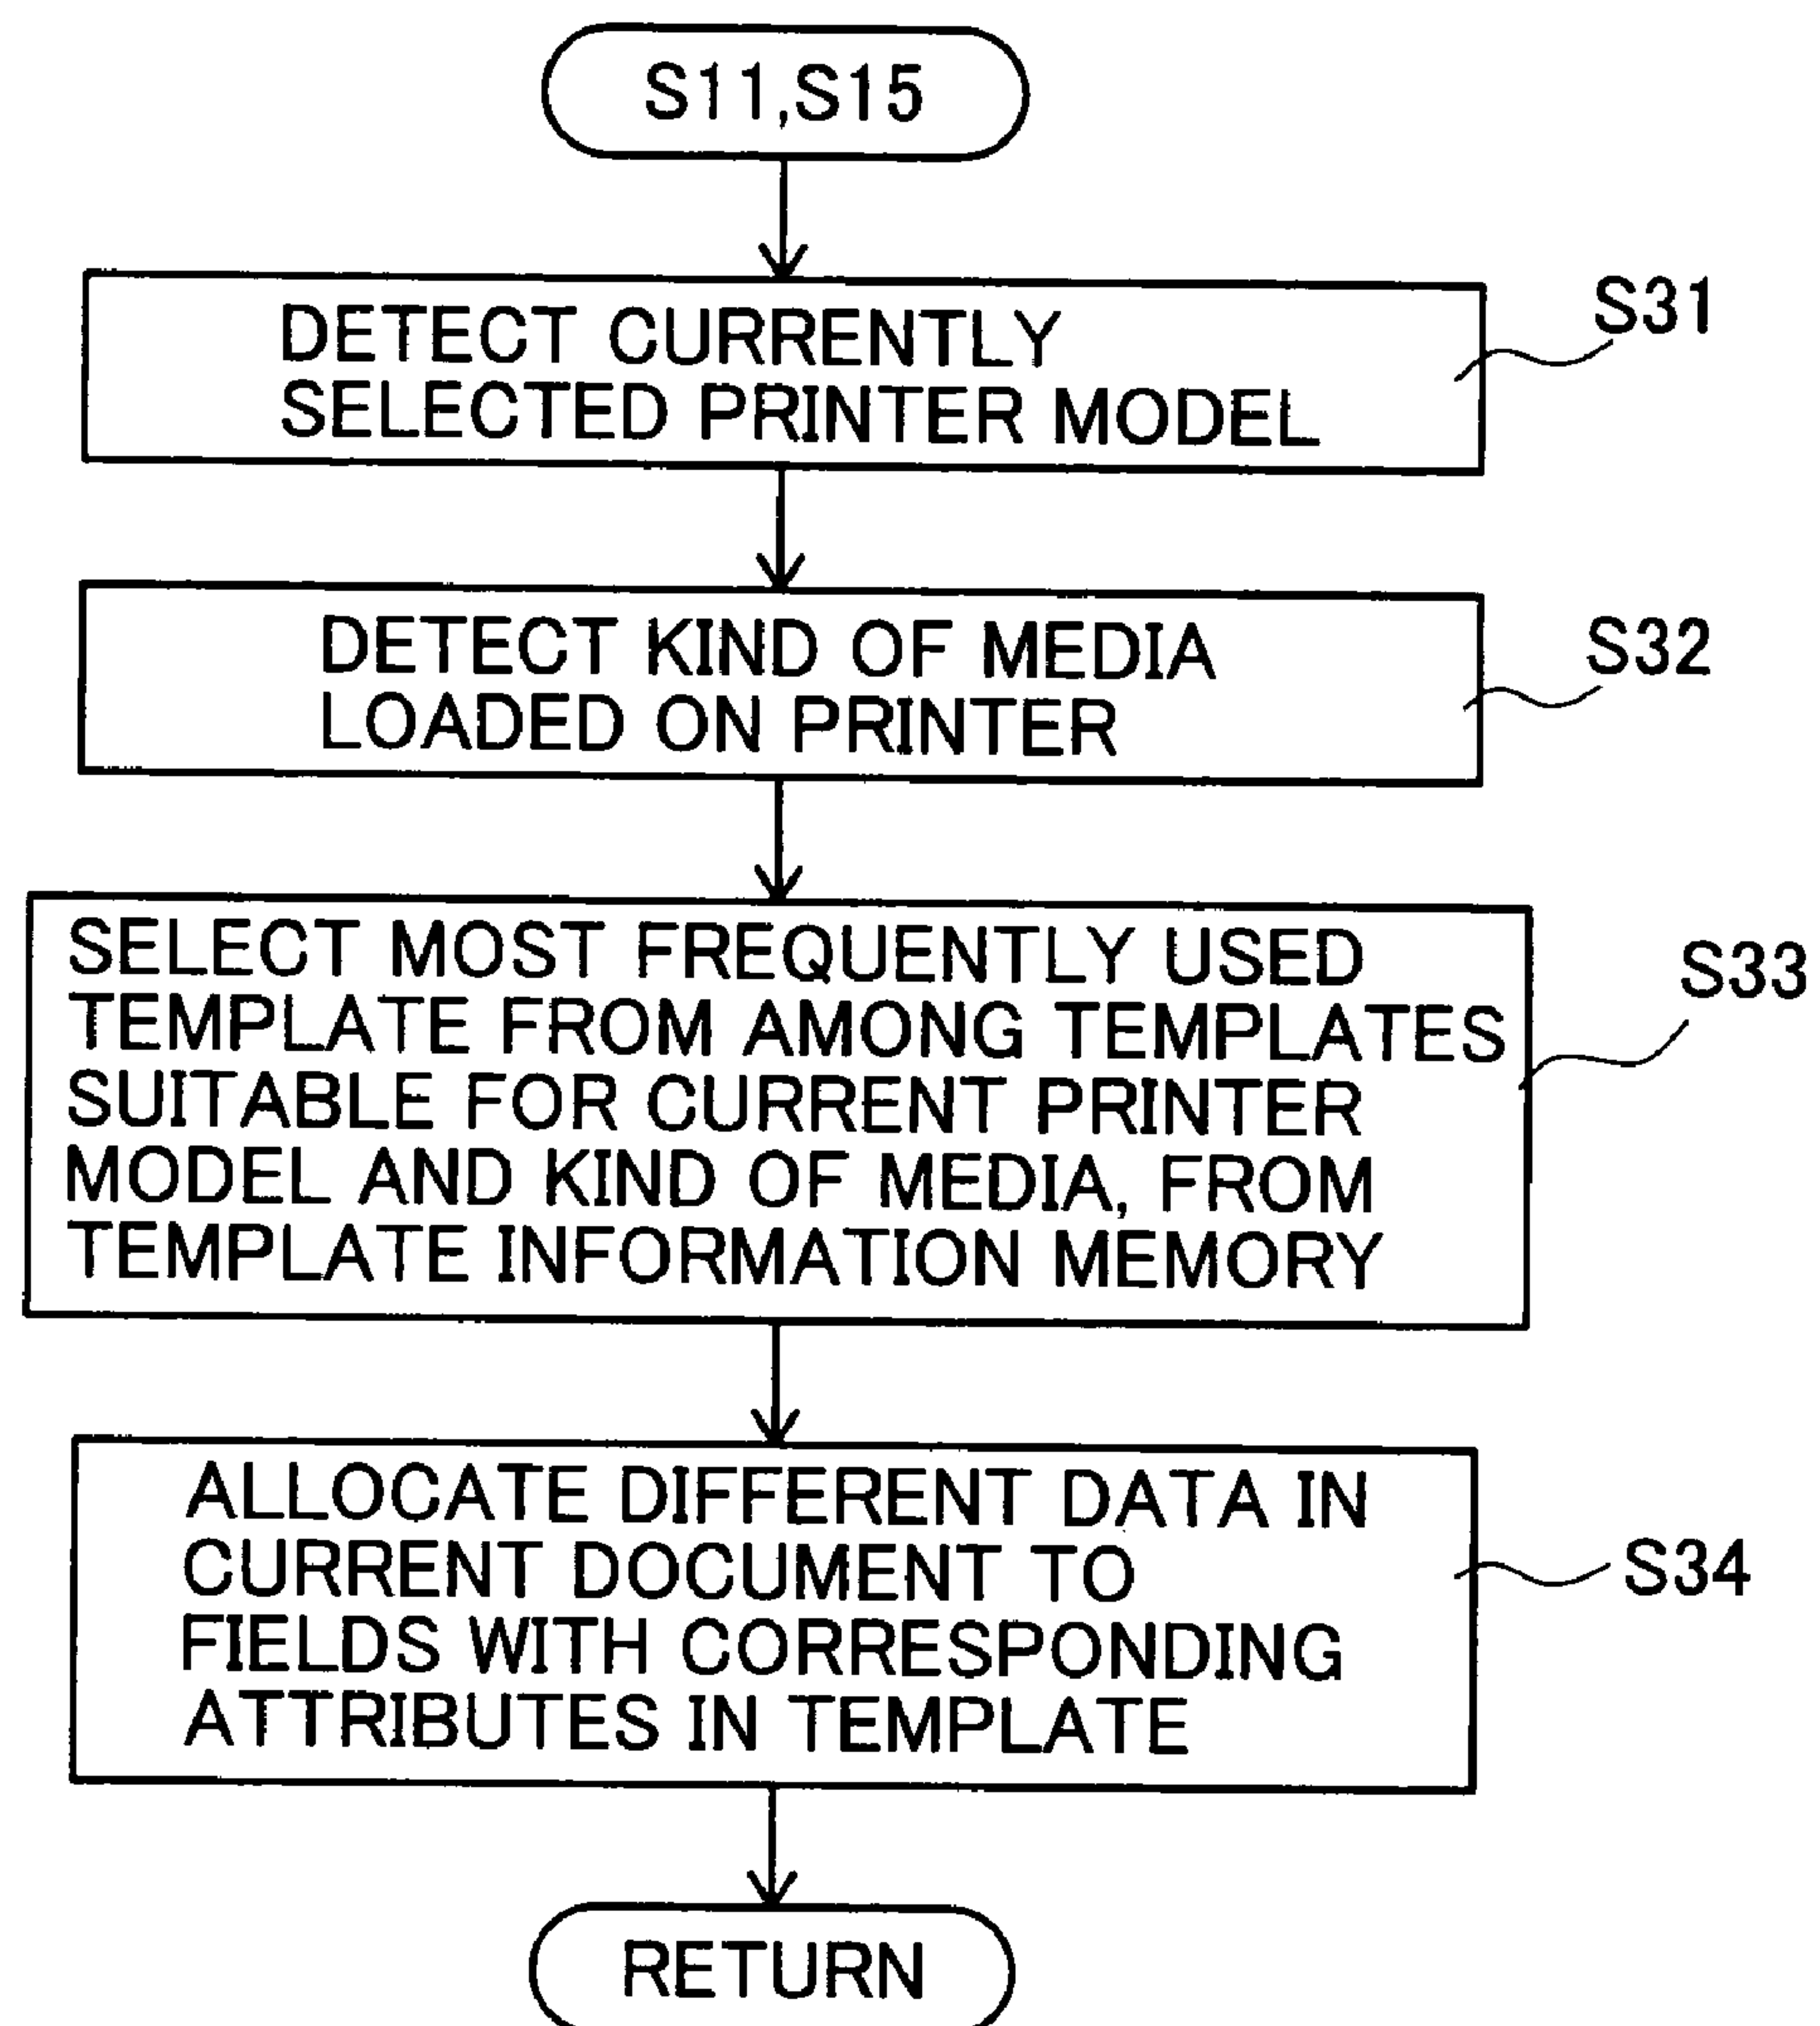 S11,S15
DETECT CURRENTLY
SELECTED PRINTER MODEL
S31
DETECT KIND OF MEDIA
LOADED ON PRINTER
S32
SELECT MOST FREQUENTLY USED
TEMPLATE FROM AMONG TEMPLATES
SUITABLE FOR CURRENT PRINTER
MODEL AND KIND OF MEDIA, FROM
TEMPLATE INFORMATION MEMORY
S33
ALLOCATE DIFFERENT DATA IN
CURRENT DOCUMENT TO
FIELDS WITH CORRESPONDING
ATTRIBUTES IN TEMPLATE
S34
RETURN